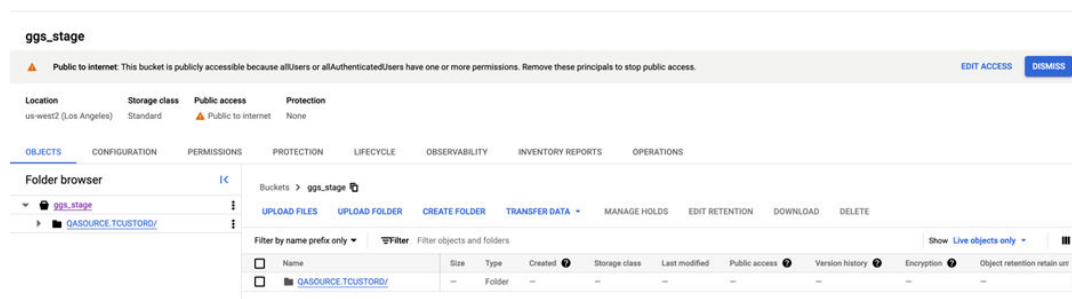 ggs_stage
Public to internet: This bucket is publicly accessible because allUsers or allAuthenticatedUsers have one or more permissions. Remove these principals to stop public access. EDIT ACCESS DISMISS
Location Storage class Public access Protection
us-west2 (Los Angeles) Standard Public to internet None
OBJECTS CONFIGURATION PERMISSIONS PROTECTION LIFECYCLE OBSERVABILITY INVENTORY REPORTS OPERATIONS
Folder browser
Buckets > ggs_stage
ggs_stage
QASOURCE.TCUSTORD/
UPLOAD FILES UPLOAD FOLDER CREATE FOLDER TRANSFER DATA MANAGE HOLDS EDIT RETENTION DOWNLOAD DELETE
Filter by name prefix only Filter Filter objects and folders Show Live objects only
Name Size Type Created Storage class Last modified Public access Version history Encryption Object retention retain
QASOURCE.TCUSTORD/ — Folder — — — — — — —